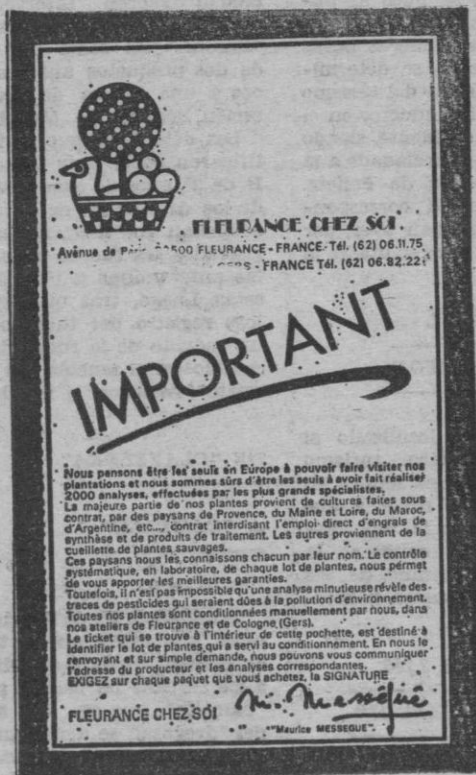 FLEURANCE CHEZ SOI
Avenue de FLEURANCE - FRANCE - Tél. (62) 06.11.75
GERS - FRANCE Tél. (62) 06.82.22
IMPORTANT
Nous pensons être les seuls en Europe à pouvoir faire visiter nos
plantations et nous sommes sûrs d'être les seuls à avoir fait réaliser
2000 analyses, effectuées par les plus grands spécialistes.
La majeure partie de nos plantes provient de cultures faites sous
contrat, par des paysans de Provence, du Maine et Loire, du Maroc,
d'Argentine, etc..., contrat interdisant l'emploi direct d'engrais de
synthèse et de produits de traitement. Les autres proviennent de la
cueillette de plantes sauvages.
Ces paysans nous les connaissons chacun par leur nom. Le contrôle
systématique, en laboratoire, de chaque lot de plantes, nous permet
de vous apporter les meilleures garanties.
Toutefois, il n'est pas impossible qu'une analyse minutieuse révèle des
traces de pesticides qui seraient dûes à la pollution d'environnement.
Toutes nos plantes sont conditionnées manuellement par nous, dans
nos ateliers de Fleurance et de Cologne (Gers).
Le ticket qui se trouve à l'intérieur de cette pochette, est destiné à
identifier le lot de plantes qui a servi au conditionnement. En nous le
renvoyant et sur simple demande, nous pouvons vous communiquer
l'adresse du producteur et les analyses correspondantes.
EXIGEZ sur chaque paquet que vous achetez, la SIGNATURE
FLEURANCE CHEZ SOI
M. Messegué
"Maurice MESSEGUE"